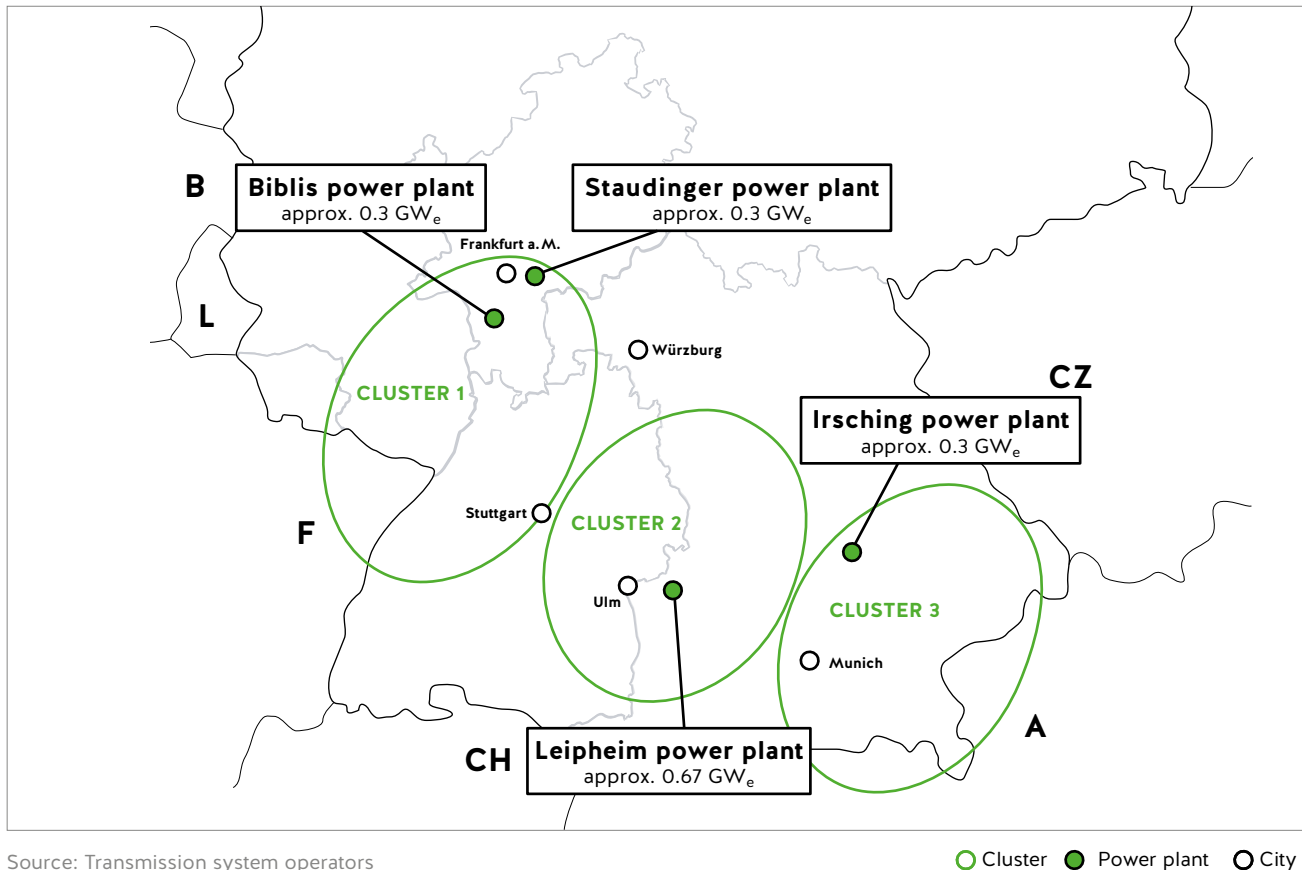 B
Biblis power plant
approx. 0.3 GWₑ
Staudinger power plant
approx. 0.3 GWₑ
Frankfurt a. M.
L
Würzburg
CZ
CLUSTER 1
Irsching power plant
approx. 0.3 GWₑ
Stuttgart
CLUSTER 2
F
Ulm
CLUSTER 3
Munich
A
CH
Leipheim power plant
approx. 0.67 GWₑ
Source: Transmission system operators
Cluster Power plant City